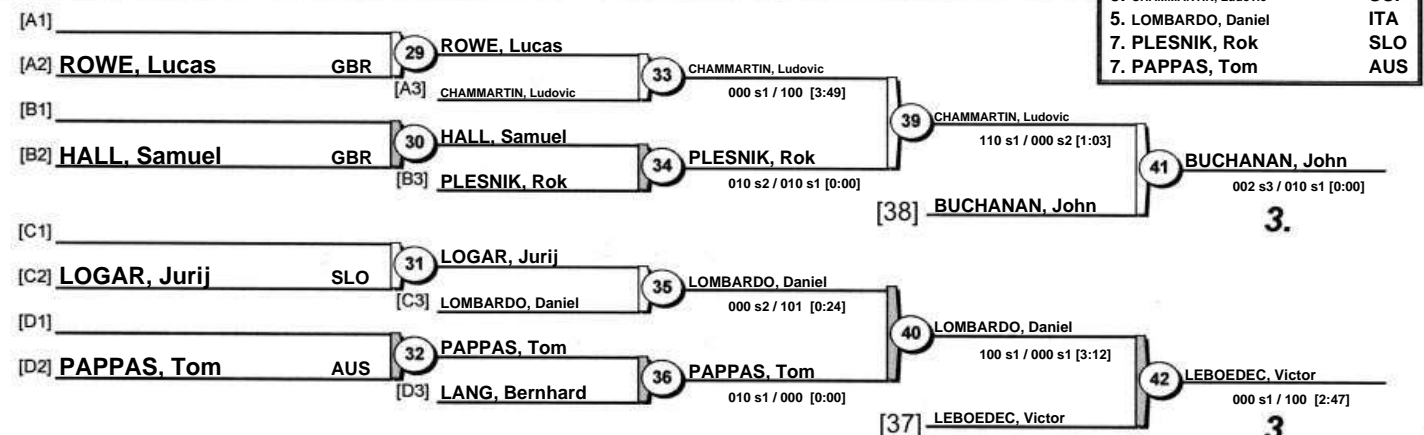 5. LOMBARDO, Daniel ITA
7. PLESNIK, Rok SLO
7. PAPPAS, Tom AUS
[A1]
[A2] ROWE, Lucas GBR
29
ROWE, Lucas
[A3] CHAMMARTIN, Ludovic
33
CHAMMARTIN, Ludovic
000 s1 / 100 [3:49]
[B1]
[B2] HALL, Samuel GBR
30
HALL, Samuel
[B3] PLESNIK, Rok
34
PLESNIK, Rok
010 s2 / 010 s1 [0:00]
39
CHAMMARTIN, Ludovic
110 s1 / 000 s2 [1:03]
[38] BUCHANAN, John
41
BUCHANAN, John
002 s3 / 010 s1 [0:00]
3.
[C1]
[C2] LOGAR, Jurij SLO
31
LOGAR, Jurij
[C3] LOMBARDO, Daniel
35
LOMBARDO, Daniel
000 s2 / 101 [0:24]
[D1]
[D2] PAPPAS, Tom AUS
32
PAPPAS, Tom
[D3] LANG, Bernhard
36
PAPPAS, Tom
010 s1 / 000 [0:00]
40
LOMBARDO, Daniel
100 s1 / 000 s1 [3:12]
[37] LEBOEDEC, Victor
42
LEBOEDEC, Victor
000 s1 / 100 [2:47]
3